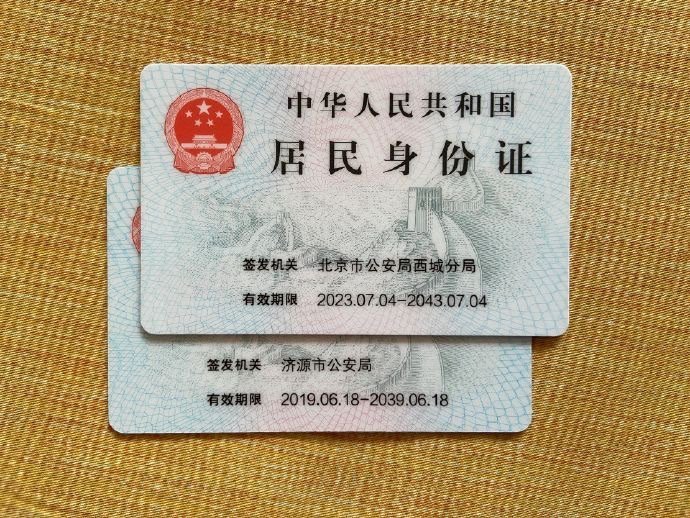 中华人民共和国
居民身份证
签发机关 北京市公安局西城分局
有效期限 2023.07.04-2043.07.04
签发机关 济源市公安局
有效期限 2019.06.18-2039.06.18